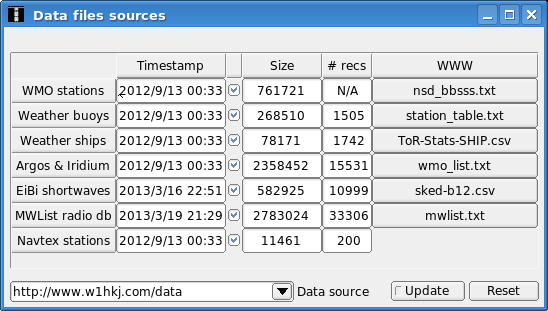 Data files sources
Timestamp Size # recs WWW
WMO stations 2012/9/13 00:33 761721 N/A nsd_bbsss.txt
Weather buoys 2012/9/13 00:33 268510 1505 station_table.txt
Weather ships 2012/9/13 00:33 78171 1742 ToR-Stats-SHIP.csv
Argos & Iridium 2012/9/13 00:33 2358452 15531 wmo_list.txt
EiBi shortwaves 2013/3/16 22:51 582925 10999 sked-b12.csv
MWList radio db 2013/3/19 21:29 2783024 33306 mwlist.txt
Navtex stations 2012/9/13 00:33 11461 200
http://www.w1hkj.com/data Data source Update Reset